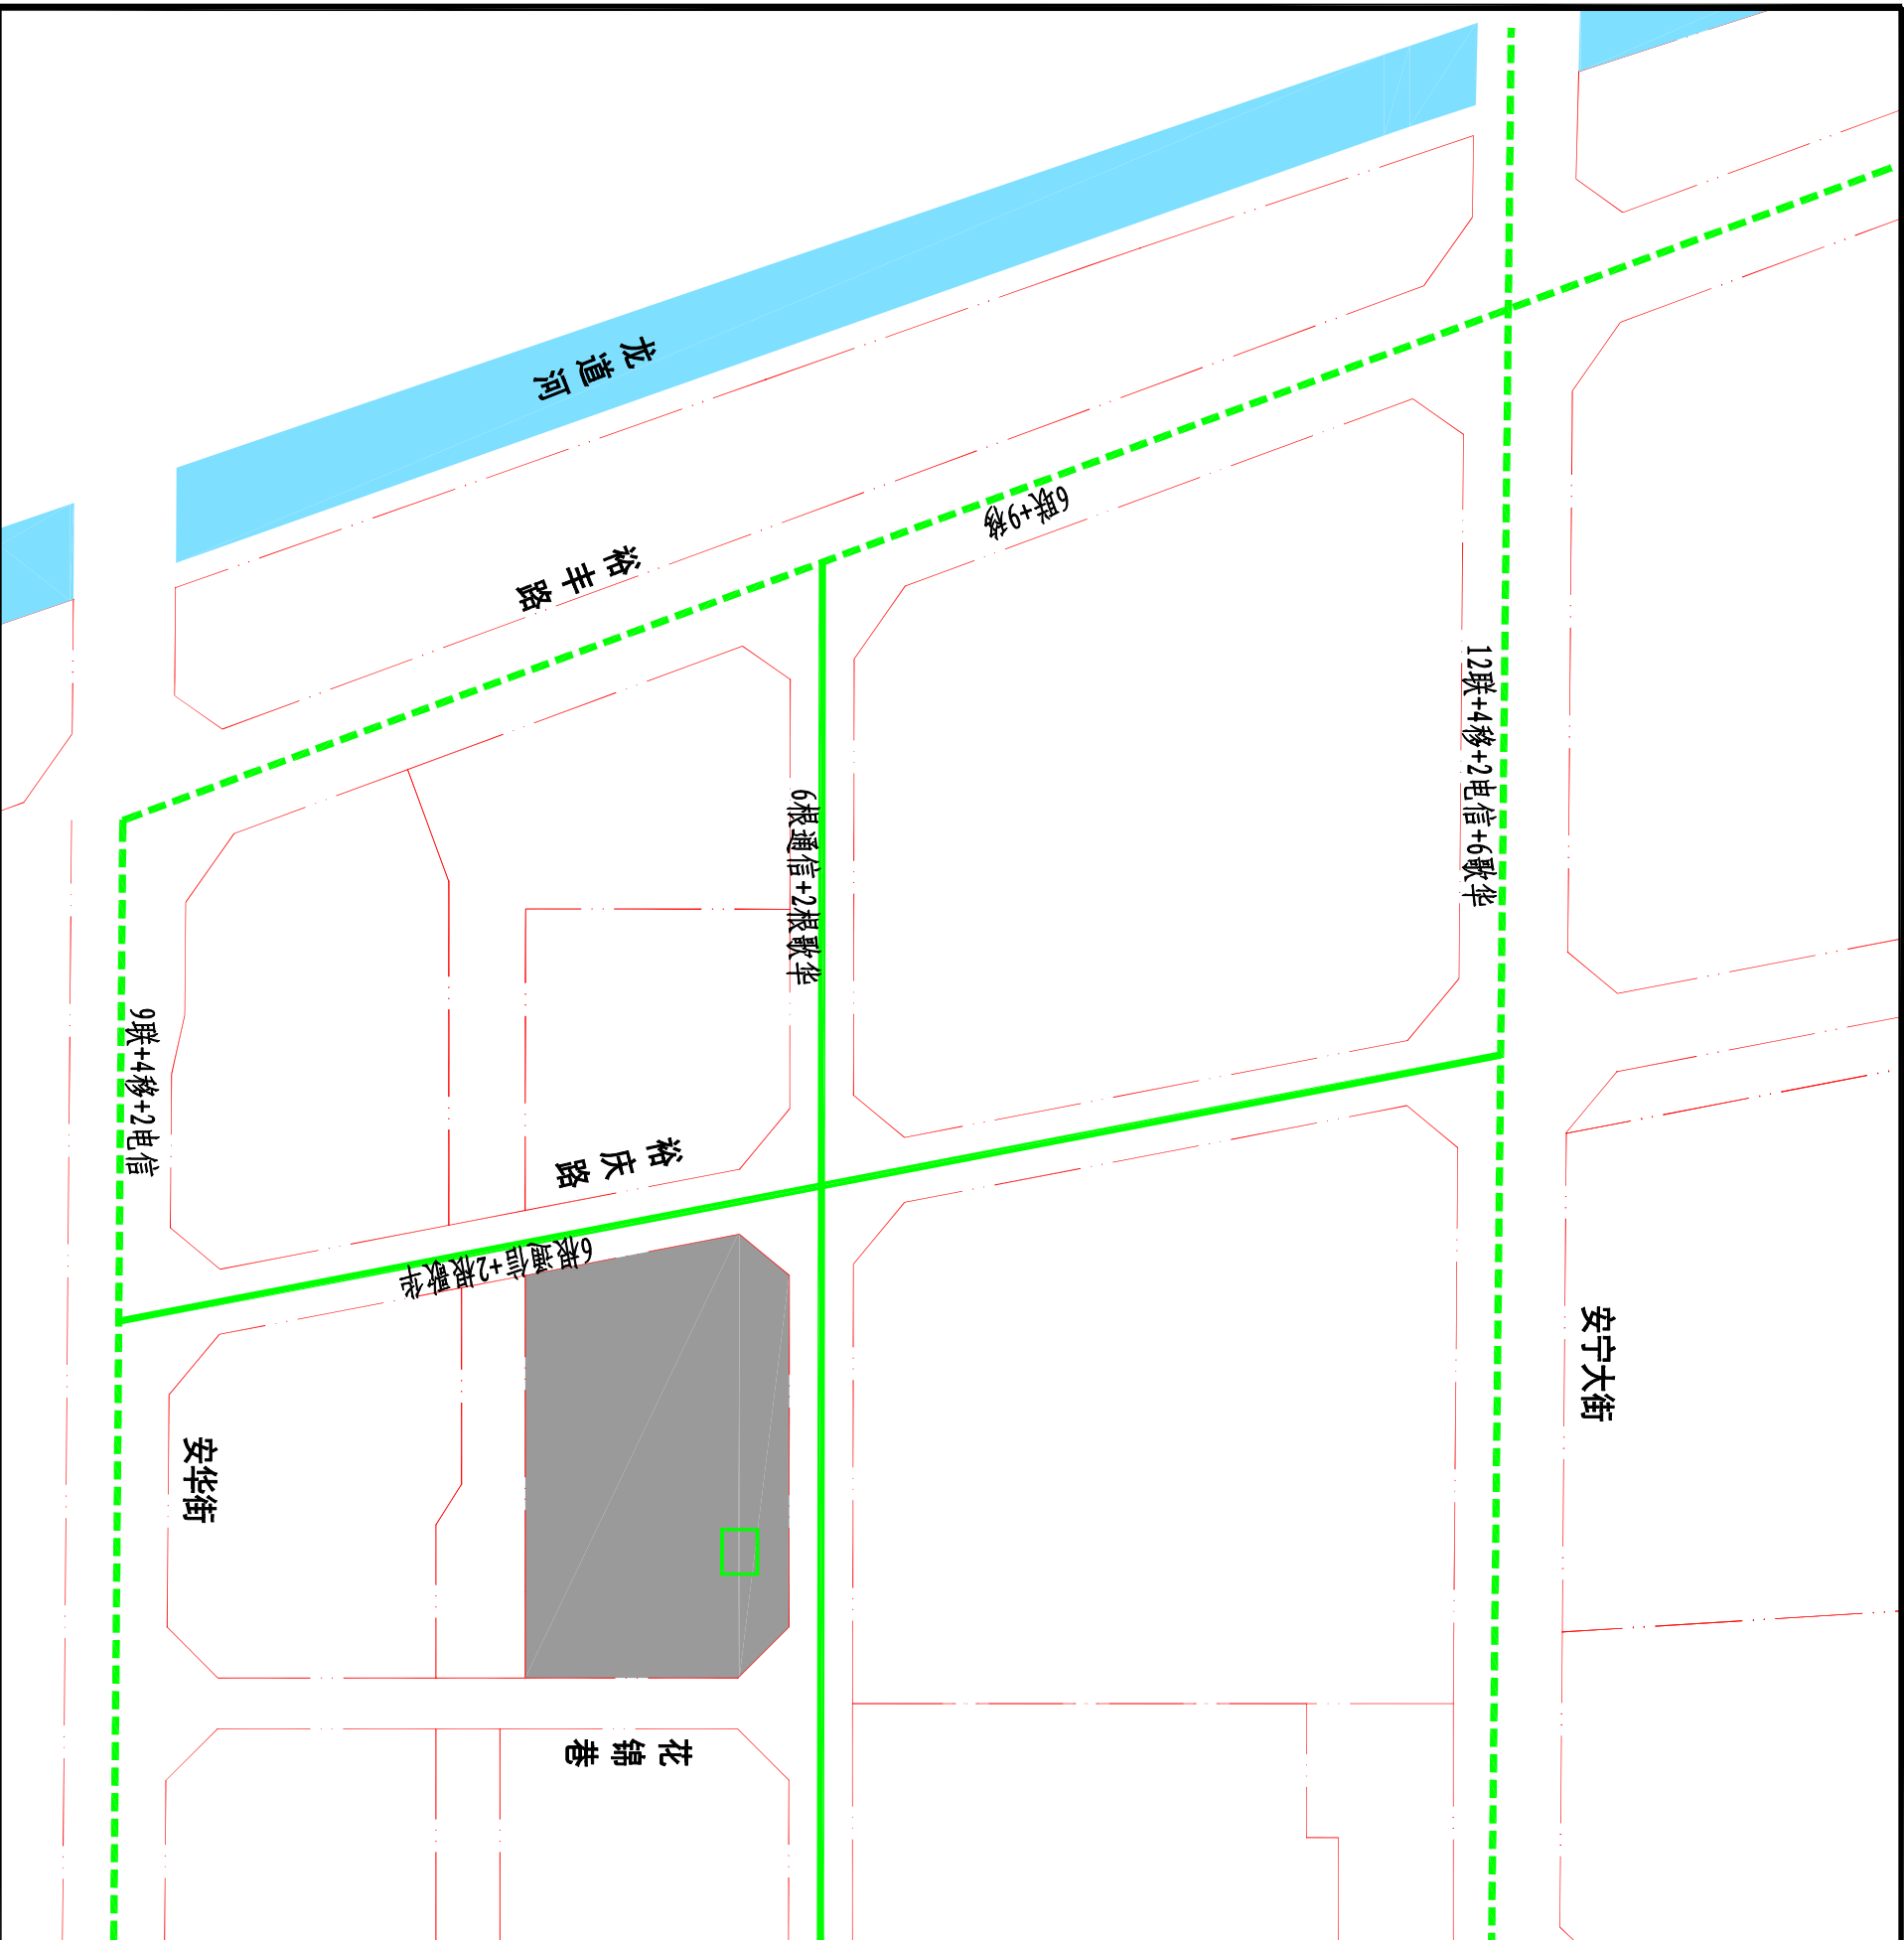 龙道河
裕丰路
6联+9移
12联+4移+2电信+6歌华
6根通信+2根歌华
9联+4移+2电信
裕庆路
6根通信+2根歌华
安宁大街
安华街
花锦巷